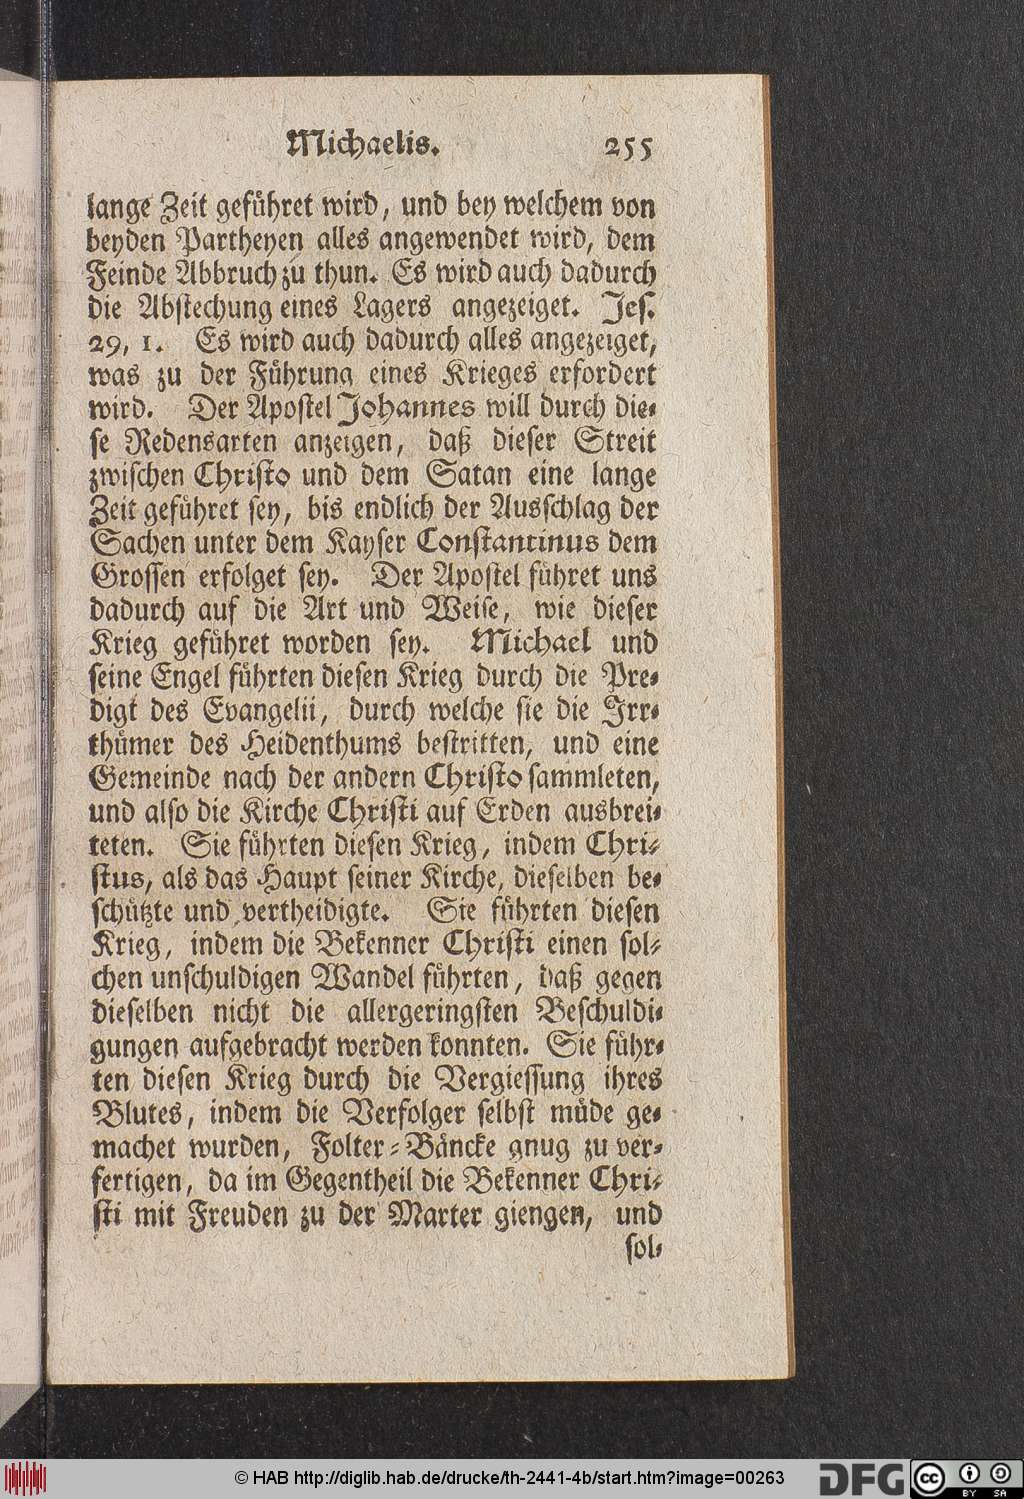 Michaelis. 255
lange Zeit geführet wird, und bey welchem von
beyden Partheyen alles angewendet wird, dem
Feinde Abbruch zu thun. Es wird auch dadurch
die Abstechung eines Lagers angezeiget. Jes.
29, 1. Es wird auch dadurch alles angezeiget,
was zu der Führung eines Krieges erfordert
wird. Der Apostel Johannes will durch die-
se Redensarten anzeigen, daß dieser Streit
zwischen Christo und dem Satan eine lange
Zeit geführet sey, bis endlich der Ausschlag der
Sachen unter dem Kayser Constantinus dem
Grossen erfolget sey. Der Apostel führet uns
dadurch auf die Art und Weise, wie dieser
Krieg geführet worden sey. Michael und
seine Engel führten diesen Krieg durch die Pre-
digt des Evangelii, durch welche sie die Irr-
thümer des Heidenthums bestritten, und eine
Gemeinde nach der andern Christo sammleten,
und also die Kirche Christi auf Erden ausbrei-
teten. Sie führten diesen Krieg, indem Chri-
stus, als das Haupt seiner Kirche, dieselben be-
schützte und vertheidigte. Sie führten diesen
Krieg, indem die Bekenner Christi einen sol-
chen unschuldigen Wandel führten, daß gegen
dieselben nicht die allergeringsten Beschuldi-
gungen aufgebracht werden konnten. Sie führ-
ten diesen Krieg durch die Vergiessung ihres
Blutes, indem die Verfolger selbst müde ge-
machet wurden, Folter-Bäncke gnug zu ver-
fertigen, da im Gegentheil die Bekenner Chri-
sti mit Freuden zu der Marter giengen, und
sol-
© HAB http://diglib.hab.de/drucke/th-2441-4b/start.htm?image=00263
DFG cc BY SA